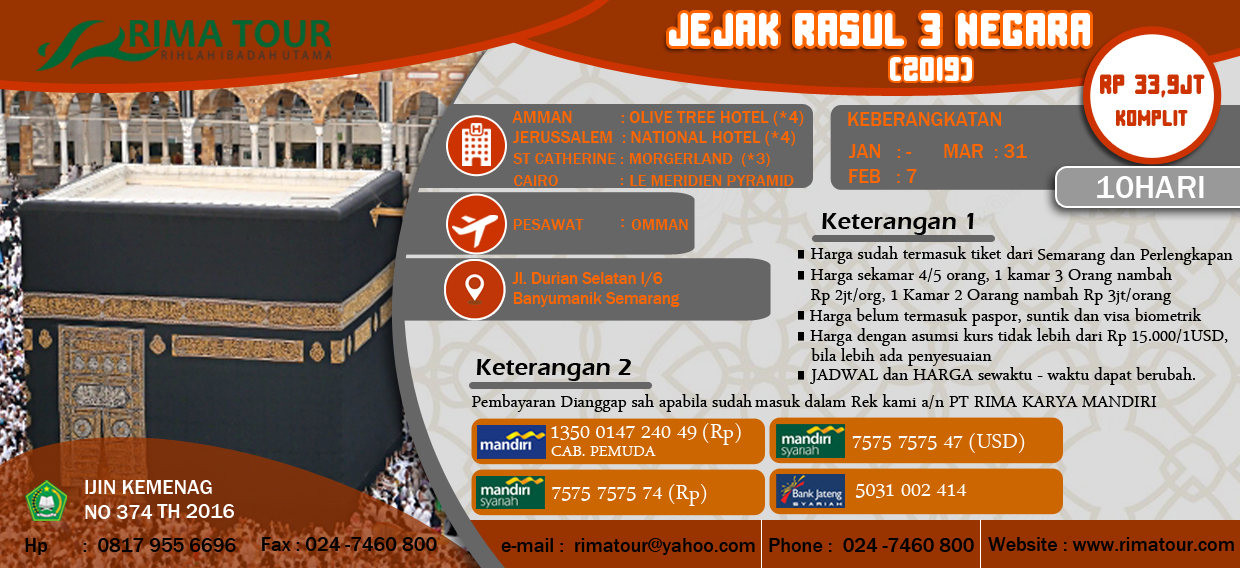 RIMA TOUR
RIHLAH IBADAH UTAMA
JEJAK RASUL 3 NEGARA
(2019)
RP 33,9JT
KOMPLIT
10HARI
AMMAN : OLIVE TREE HOTEL (*4)
JERUSSALEM : NATIONAL HOTEL (*4)
ST CATHERINE : MORGERLAND (*3)
CAIRO : LE MERIDIEN PYRAMID
KEBERANGKATAN
JAN : - MAR : 31
FEB : 7
PESAWAT : OMMAN
Jl. Durian Selatan I/6
Banyumanik Semarang
Keterangan 1
Harga sudah termasuk tiket dari Semarang dan Perlengkapan
Harga sekamar 4/5 orang, 1 kamar 3 Orang nambah
Rp 2jt/org, 1 Kamar 2 Oarang nambah Rp 3jt/orang
Harga belum termasuk paspor, suntik dan visa biometrik
Harga dengan asumsi kurs tidak lebih dari Rp 15.000/1USD,
bila lebih ada penyesuaian
JADWAL dan HARGA sewaktu - waktu dapat berubah.
Keterangan 2
Pembayaran Dianggap sah apabila sudah masuk dalam Rek kami a/n PT RIMA KARYA MANDIRI
mandiri 1350 0147 240 49 (Rp)
CAB. PEMUDA
mandiri syariah 7575 7575 47 (USD)
mandiri syariah 7575 7575 74 (Rp)
Bank Jateng SYARIAH 5031 002 414
IJIN KEMENAG
NO 374 TH 2016
Hp : 0817 955 6696 Fax : 024 -7460 800
e-mail : rimatour@yahoo.com Phone : 024 -7460 800 Website : www.rimatour.com